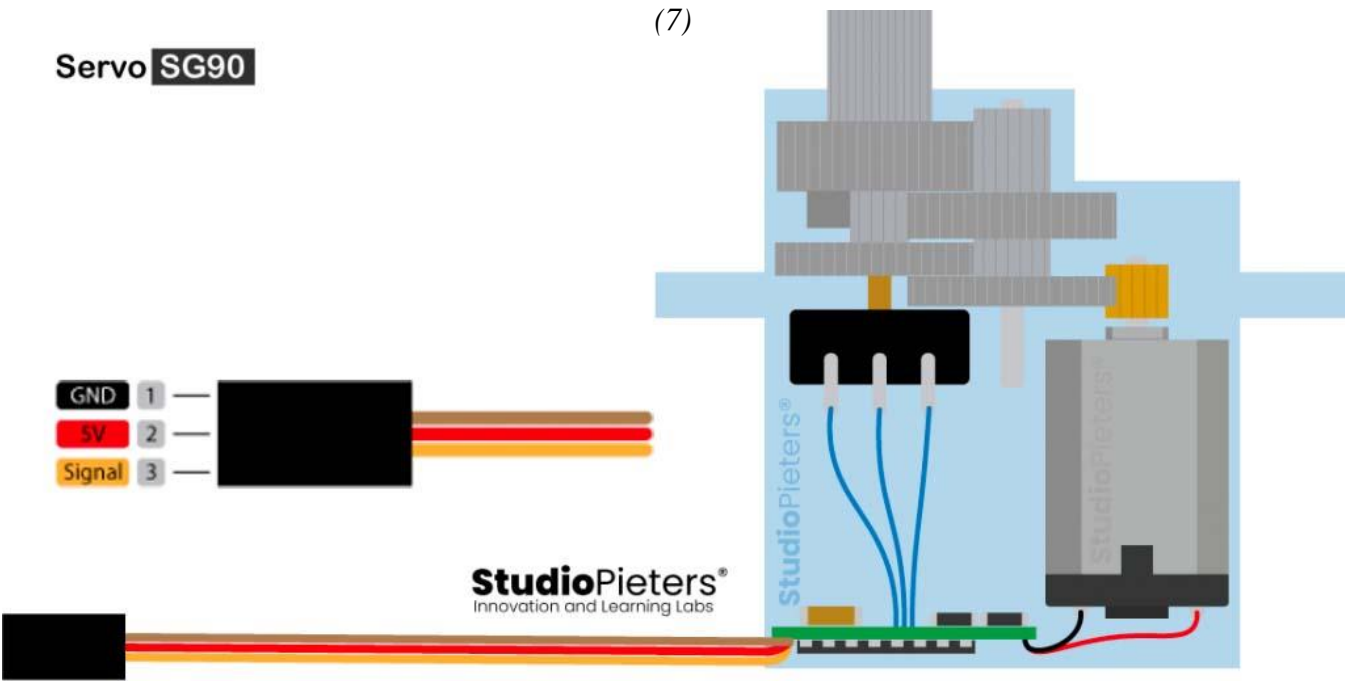 (7)
Servo SG90
GND 1
5V 2
Signal 3
StudioPieters®
Innovation and Learning Labs
StudioPieters®
StudioPieters®